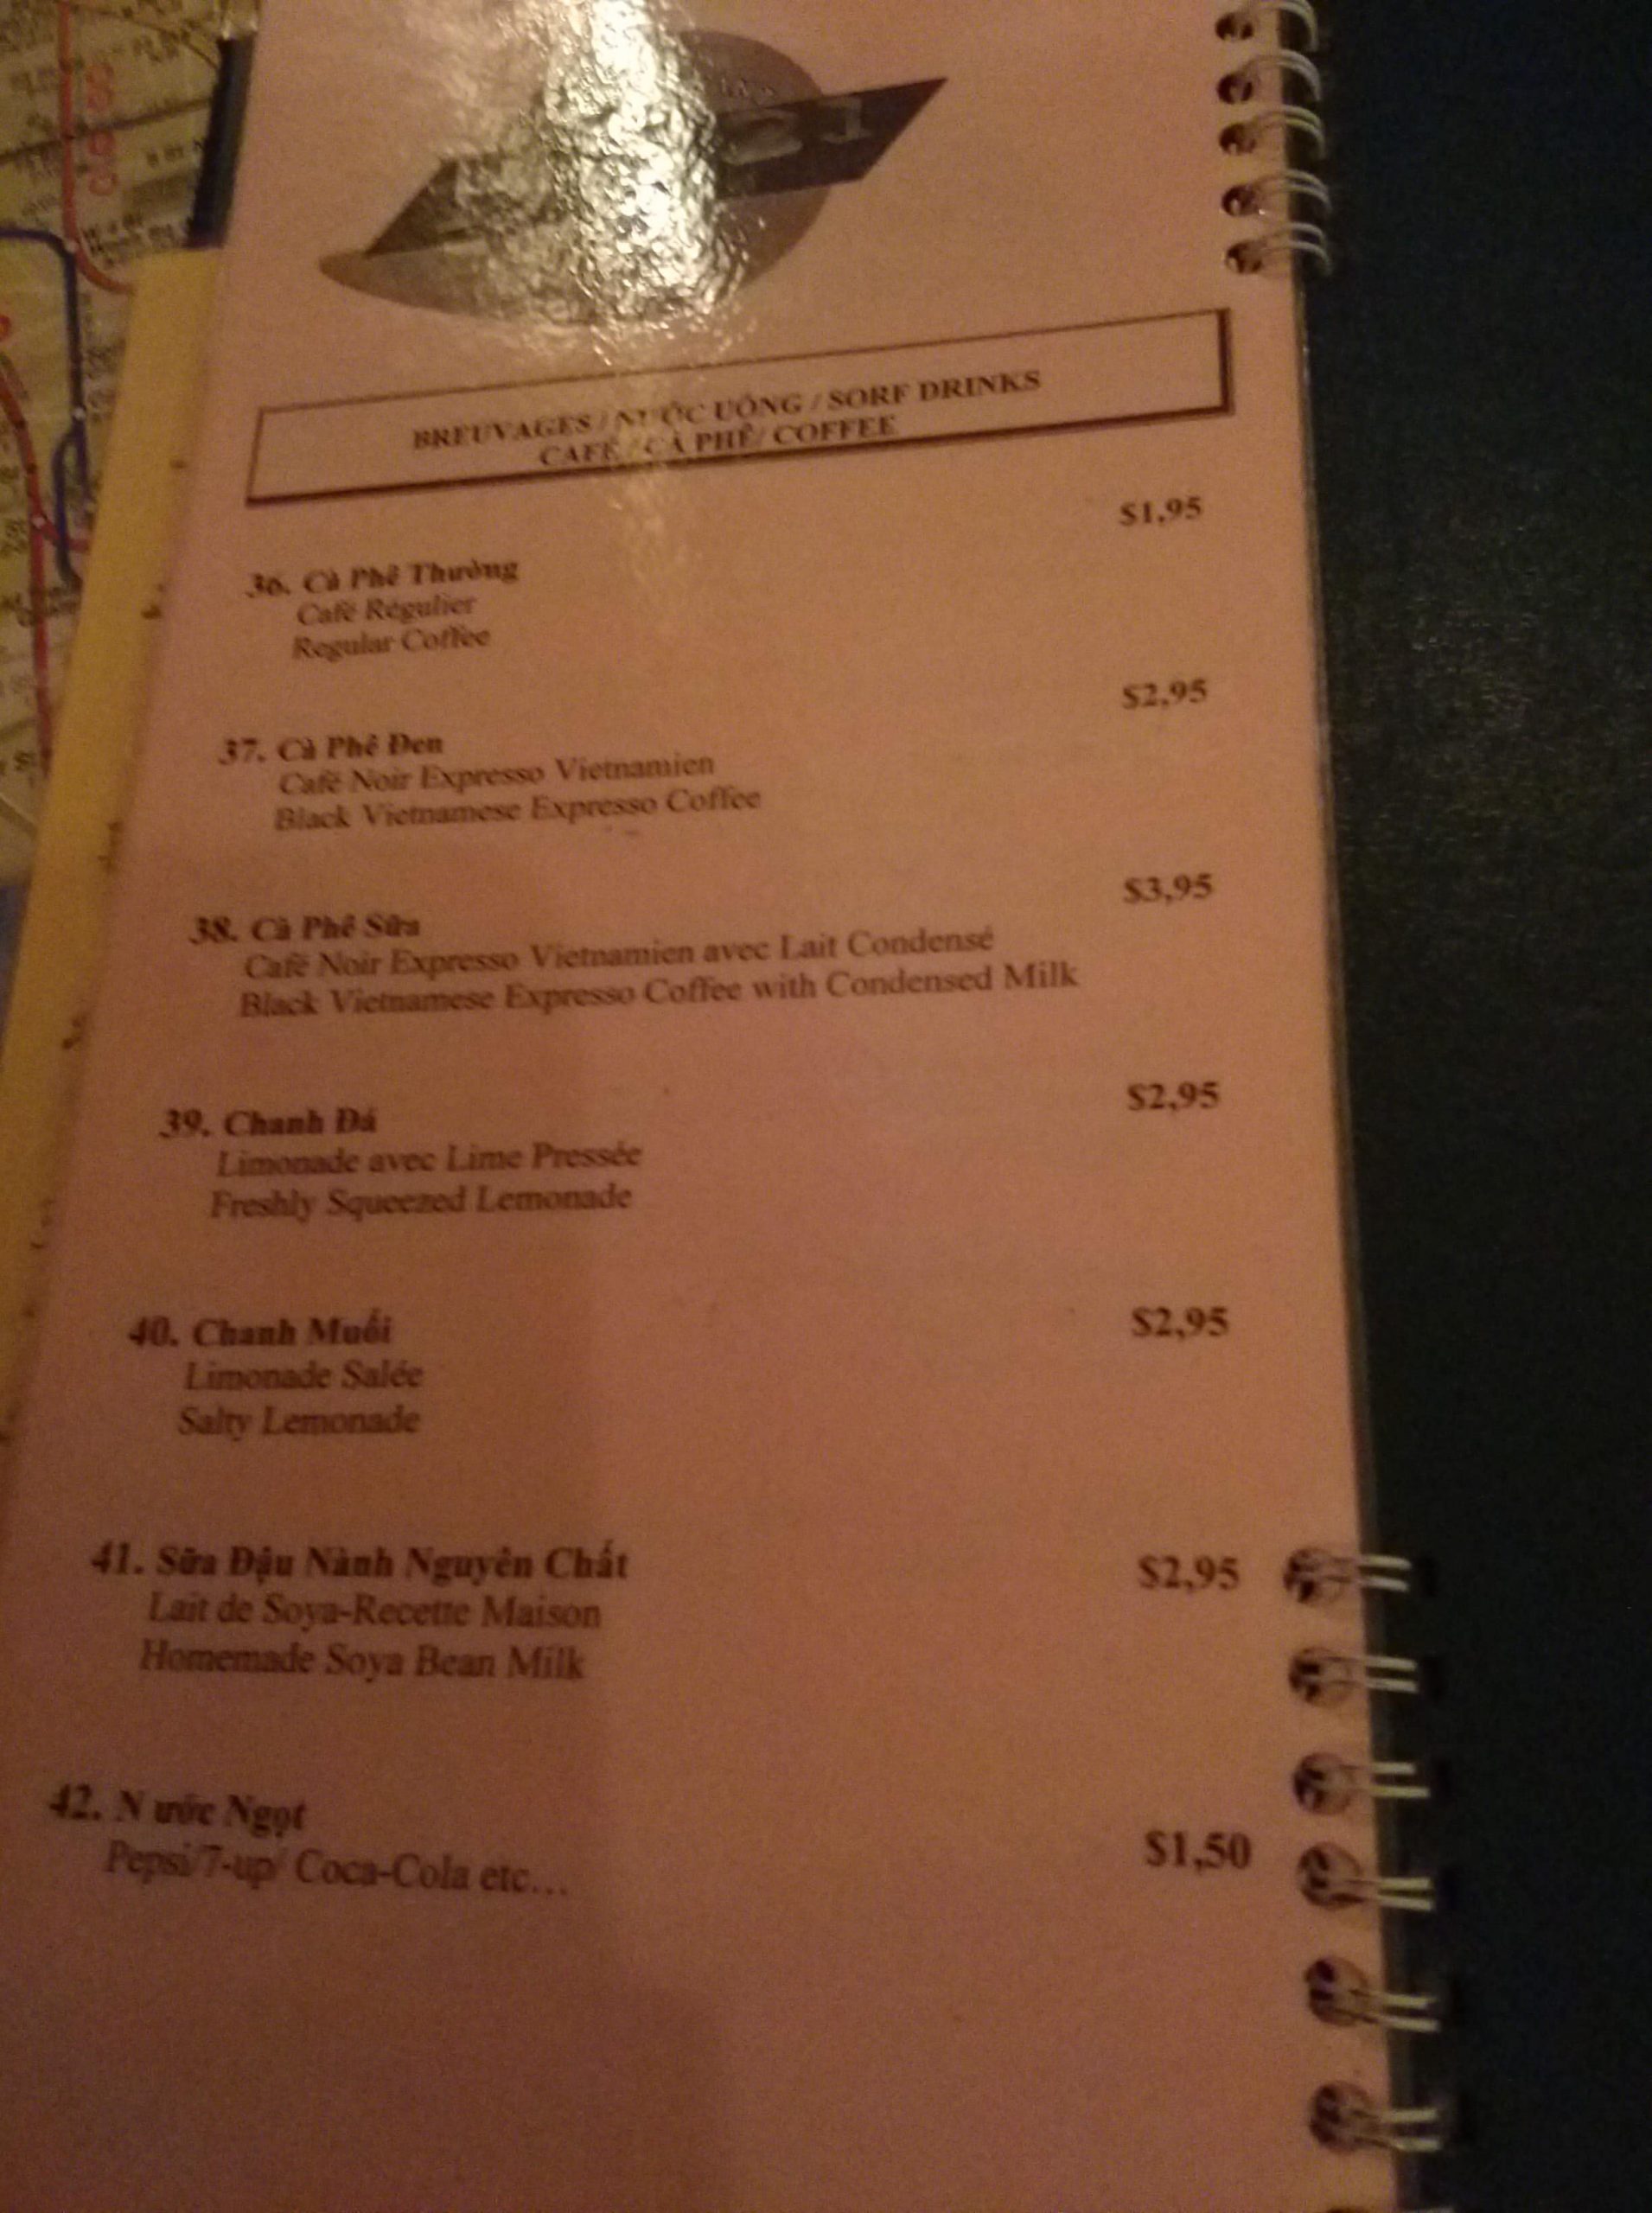 BREUVAGES / NƯỚC UỐNG / SORF DRINKS
CAFÉ / CÀ PHÊ/ COFFEE
36. Cà Phê Thường $1,95
Café Régulier
Regular Coffee
37. Cà Phê Đen $2,95
Café Noir Expresso Vietnamien
Black Vietnamese Expresso Coffee
38. Cà Phê Sữa $3,95
Café Noir Expresso Vietnamien avec Lait Condensé
Black Vietnamese Expresso Coffee with Condensed Milk
39. Chanh Đá $2,95
Limonade avec Lime Pressée
Freshly Squeezed Lemonade
40. Chanh Muối $2,95
Limonade Salée
Salty Lemonade
41. Sữa Đậu Nành Nguyên Chất $2,95
Lait de Soya-Recette Maison
Homemade Soya Bean Milk
42. N ước Ngọt $1,50
Pepsi/7-up/ Coca-Cola etc...